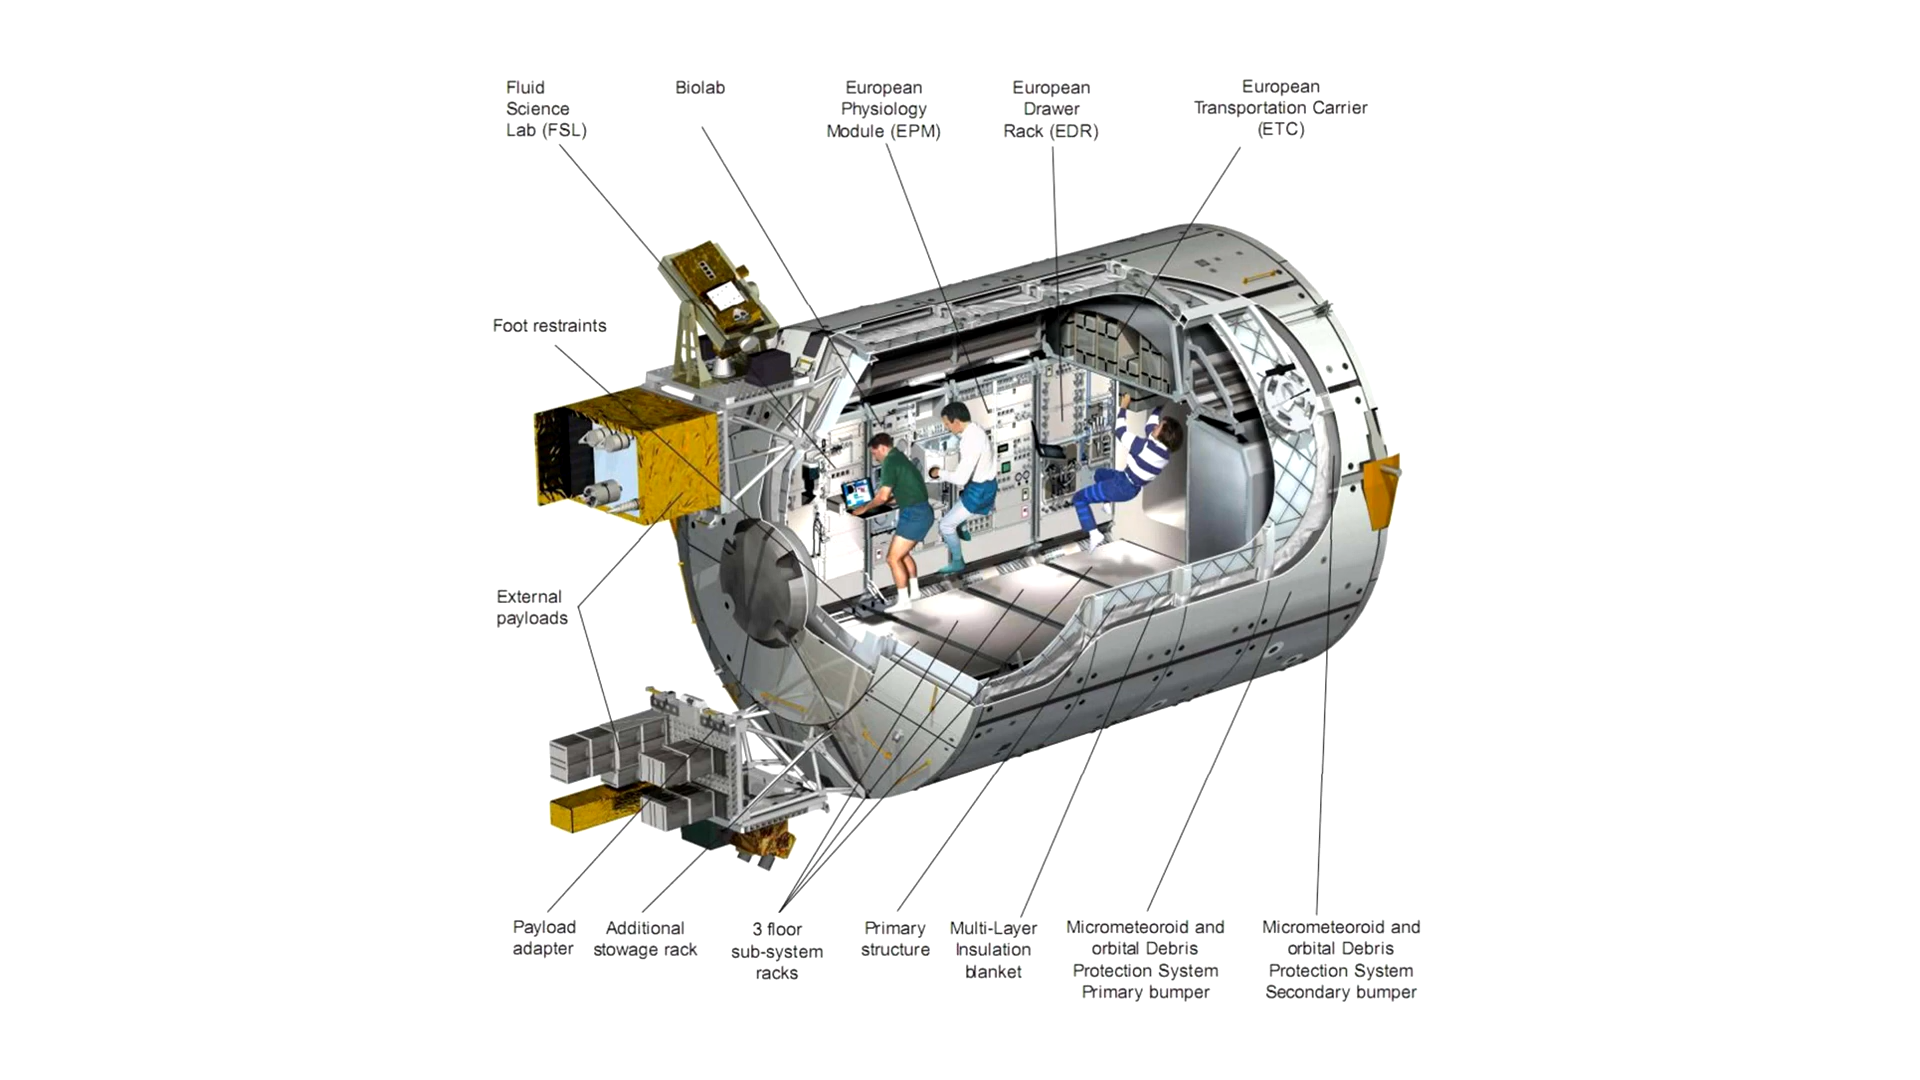 Fluid
Science
Lab (FSL)
Biolab
European
Physiology
Module (EPM)
European
Drawer
Rack (EDR)
European
Transportation Carrier
(ETC)
Foot restraints
External
payloads
Payload
adapter
Additional
stowage rack
3 floor
sub-system
racks
Primary
structure
Multi-Layer
Insulation
blanket
Micrometeoroid and
orbital Debris
Protection System
Primary bumper
Micrometeoroid and
orbital Debris
Protection System
Secondary bumper